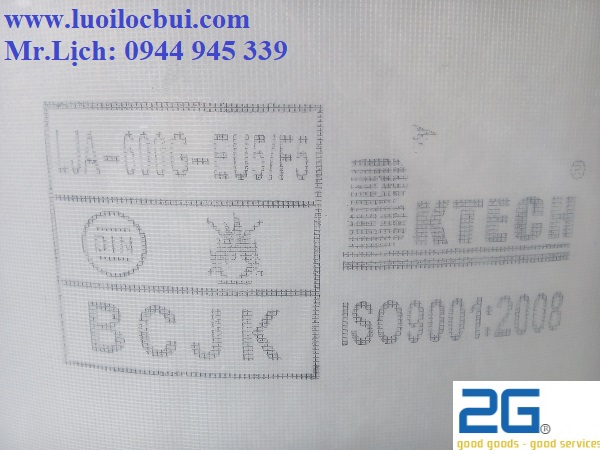 www.luoilocbui.com
Mr.Lịch: 0944 945 339
LJA-600G-EU5/F5
DIN
BCJK
KTECH®
ISO9001:2008
2G®
good goods - good services